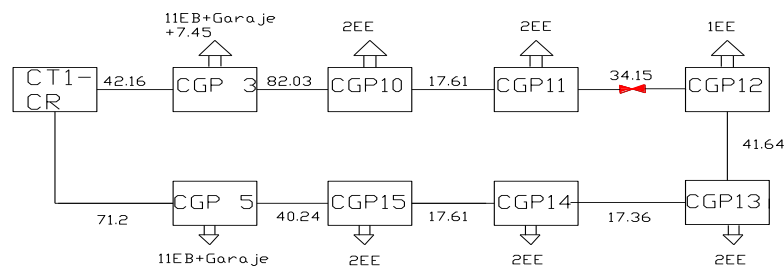 11EB+Garaje
+7.45
2EE
2EE
1EE
CT1-
CR
42.16
CGP 3
82.03
CGP10
17.61
CGP11
34.15
CGP12
41.64
71.2
CGP 5
40.24
CGP15
17.61
CGP14
17.36
CGP13
11EB+Garaje
2EE
2EE
2EE